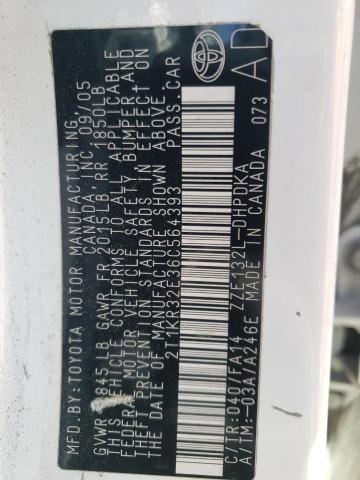 MFD. BY: TOYOTA MOTOR MANUFACTURING,
CANADA, INC. 09/05
GVWR 3845LB GAWR FR 2015LB RR 1850LB
THIS VEHICLE CONFORMS TO ALL APPLICABLE
FEDERAL MOTOR VEHICLE SAFETY, BUMPER, AND
THEFT PREVENTION STANDARDS IN EFFECT ON
THE DATE OF MANUFACTURE SHOWN ABOVE.
2T1KR32E36C564393 PASS. CAR
C/TR: 040/FA14 ZZE132L-DHPDKA
A/TM: -03A/A246E MADE IN CANADA 073
AD